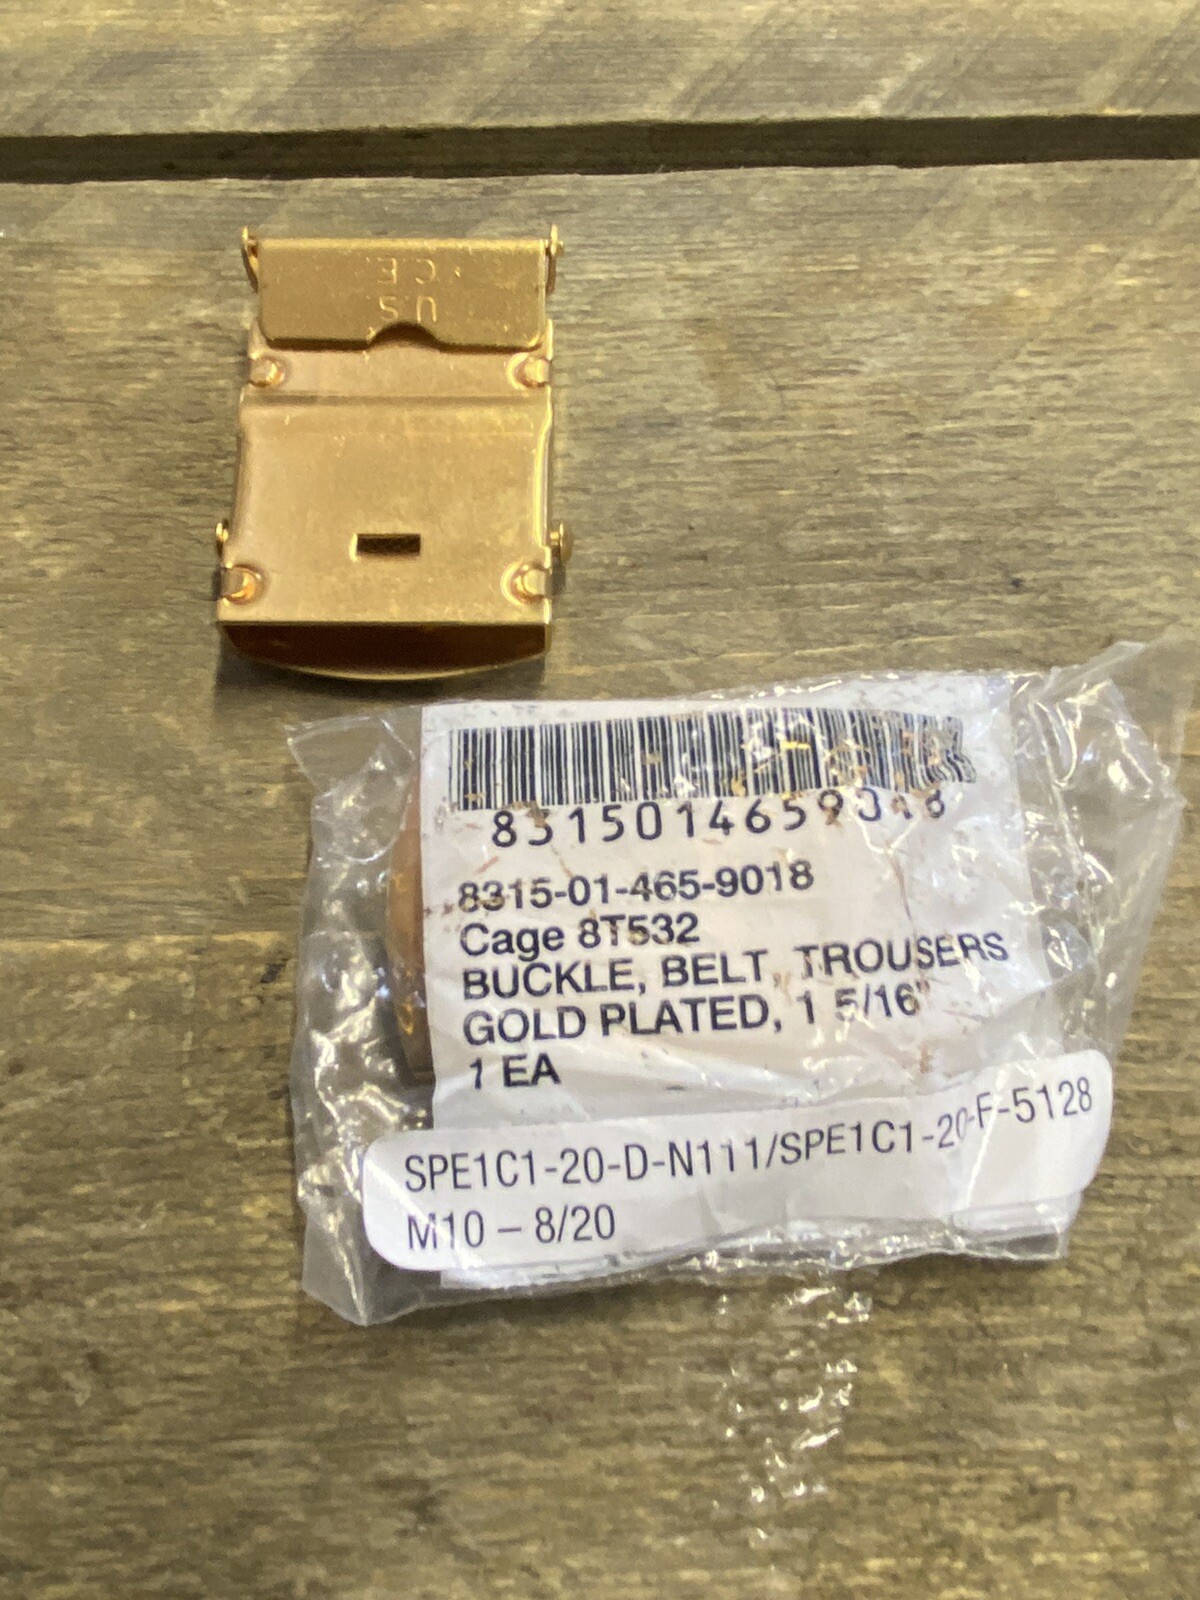 C E
U S
8315014659018
8315-01-465-9018
Cage 8T532
BUCKLE, BELT, TROUSERS
GOLD PLATED, 1 5/16"
1 EA
SPE1C1-20-D-N111/SPE1C1-20-F-5128
M10 – 8/20